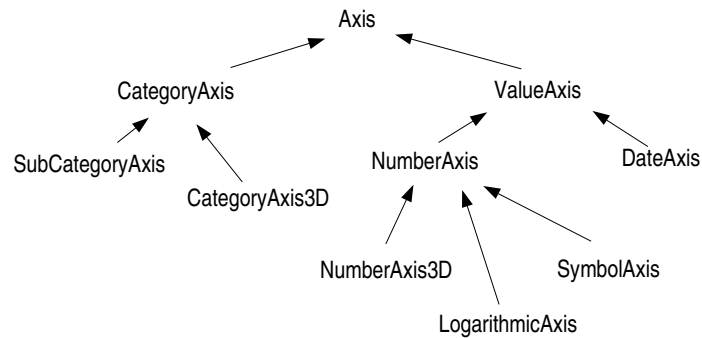 Axis
CategoryAxis
ValueAxis
SubCategoryAxis
NumberAxis
DateAxis
CategoryAxis3D
NumberAxis3D
SymbolAxis
LogarithmicAxis